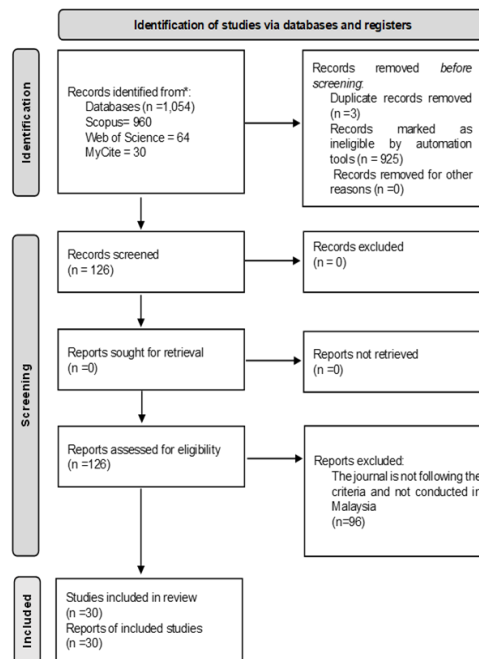 Identification of studies via databases and registers
Identification
Records identified from*:
Databases (n =1,054)
Scopus= 960
Web of Science = 64
MyCite = 30
Records removed before
screening:
Duplicate records removed
(n =3)
Records marked as
ineligible by automation
tools (n = 925)
Records removed for other
reasons (n =0)
Screening
Records screened
(n = 126)
Records excluded
(n = 0)
Reports sought for retrieval
(n =0)
Reports not retrieved
(n =0)
Reports assessed for eligibility
(n =126)
Reports excluded:
The journal is not following the
criteria and not conducted in
Malaysia
(n=96)
Included
Studies included in review
(n =30)
Reports of included studies
(n =30)